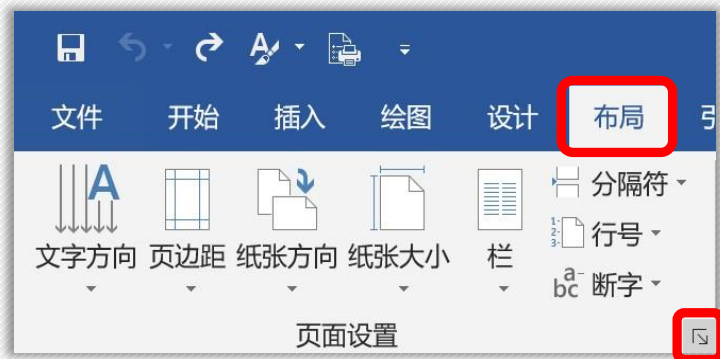 文件 开始 插入 绘图 设计 布局 引
分隔符
行号
断字
文字方向 页边距 纸张方向 纸张大小 栏
页面设置